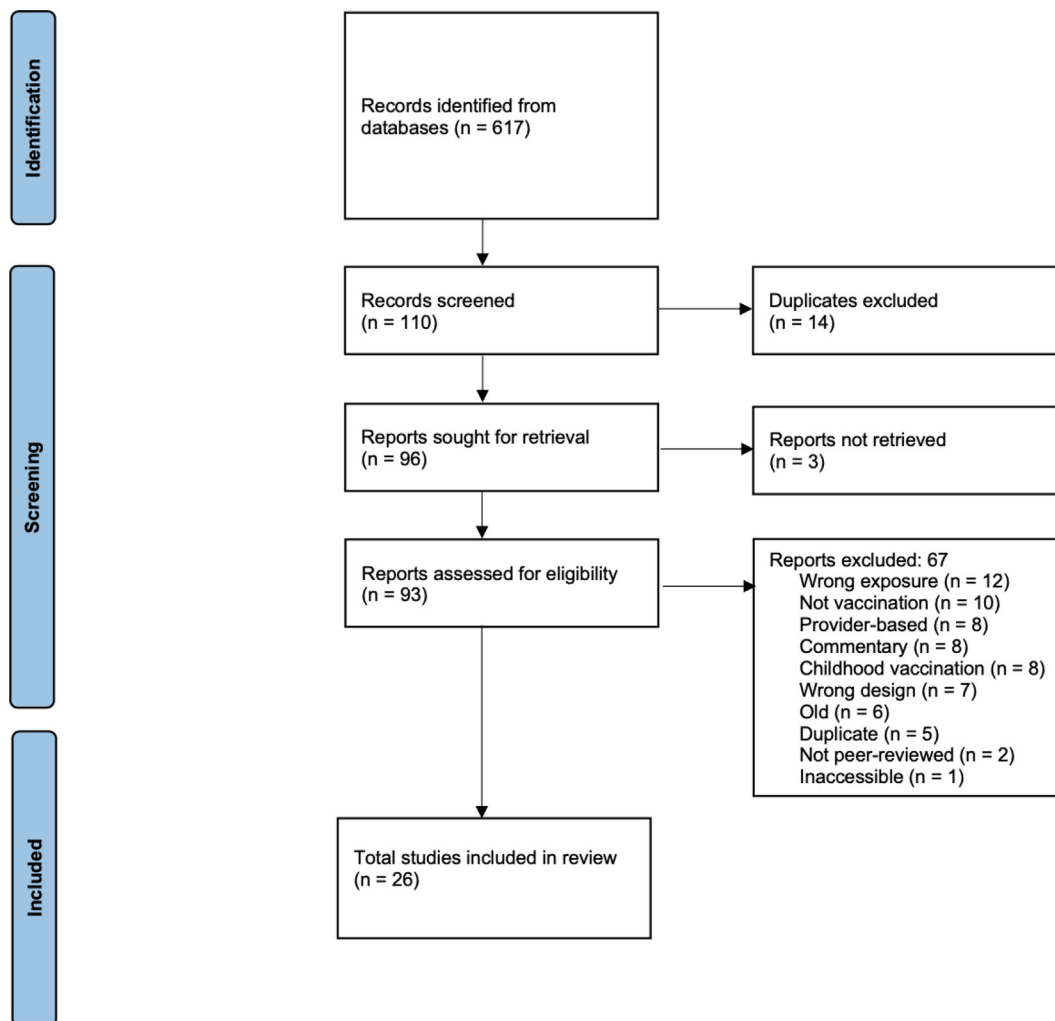 Identification
Records identified from
databases (n = 617)
Screening
Records screened
(n = 110)
Duplicates excluded
(n = 14)
Reports sought for retrieval
(n = 96)
Reports not retrieved
(n = 3)
Reports assessed for eligibility
(n = 93)
Reports excluded: 67
Wrong exposure (n = 12)
Not vaccination (n = 10)
Provider-based (n = 8)
Commentary (n = 8)
Childhood vaccination (n = 8)
Wrong design (n = 7)
Old (n = 6)
Duplicate (n = 5)
Not peer-reviewed (n = 2)
Inaccessible (n = 1)
Included
Total studies included in review
(n = 26)